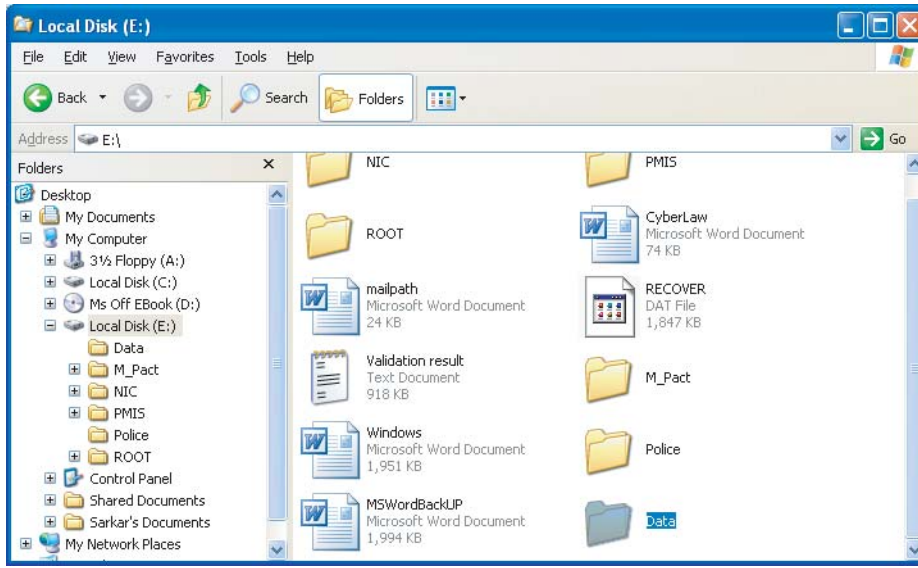 Local Disk (E:)
File Edit View Favorites Tools Help
Back Search Folders
Address E:\ Go
Folders
Desktop
My Documents
My Computer
3½ Floppy (A:)
Local Disk (C:)
Ms Off EBook (D:)
Local Disk (E:)
Data
M_Pact
NIC
PMIS
Police
ROOT
Control Panel
Shared Documents
Sarkar's Documents
My Network Places
NIC
PMIS
ROOT
CyberLaw
Microsoft Word Document
74 KB
mailpath
Microsoft Word Document
24 KB
RECOVER
DAT File
1,847 KB
Validation result
Text Document
918 KB
M_Pact
Windows
Microsoft Word Document
1,951 KB
Police
MSWordBackUP
Microsoft Word Document
1,994 KB
Data